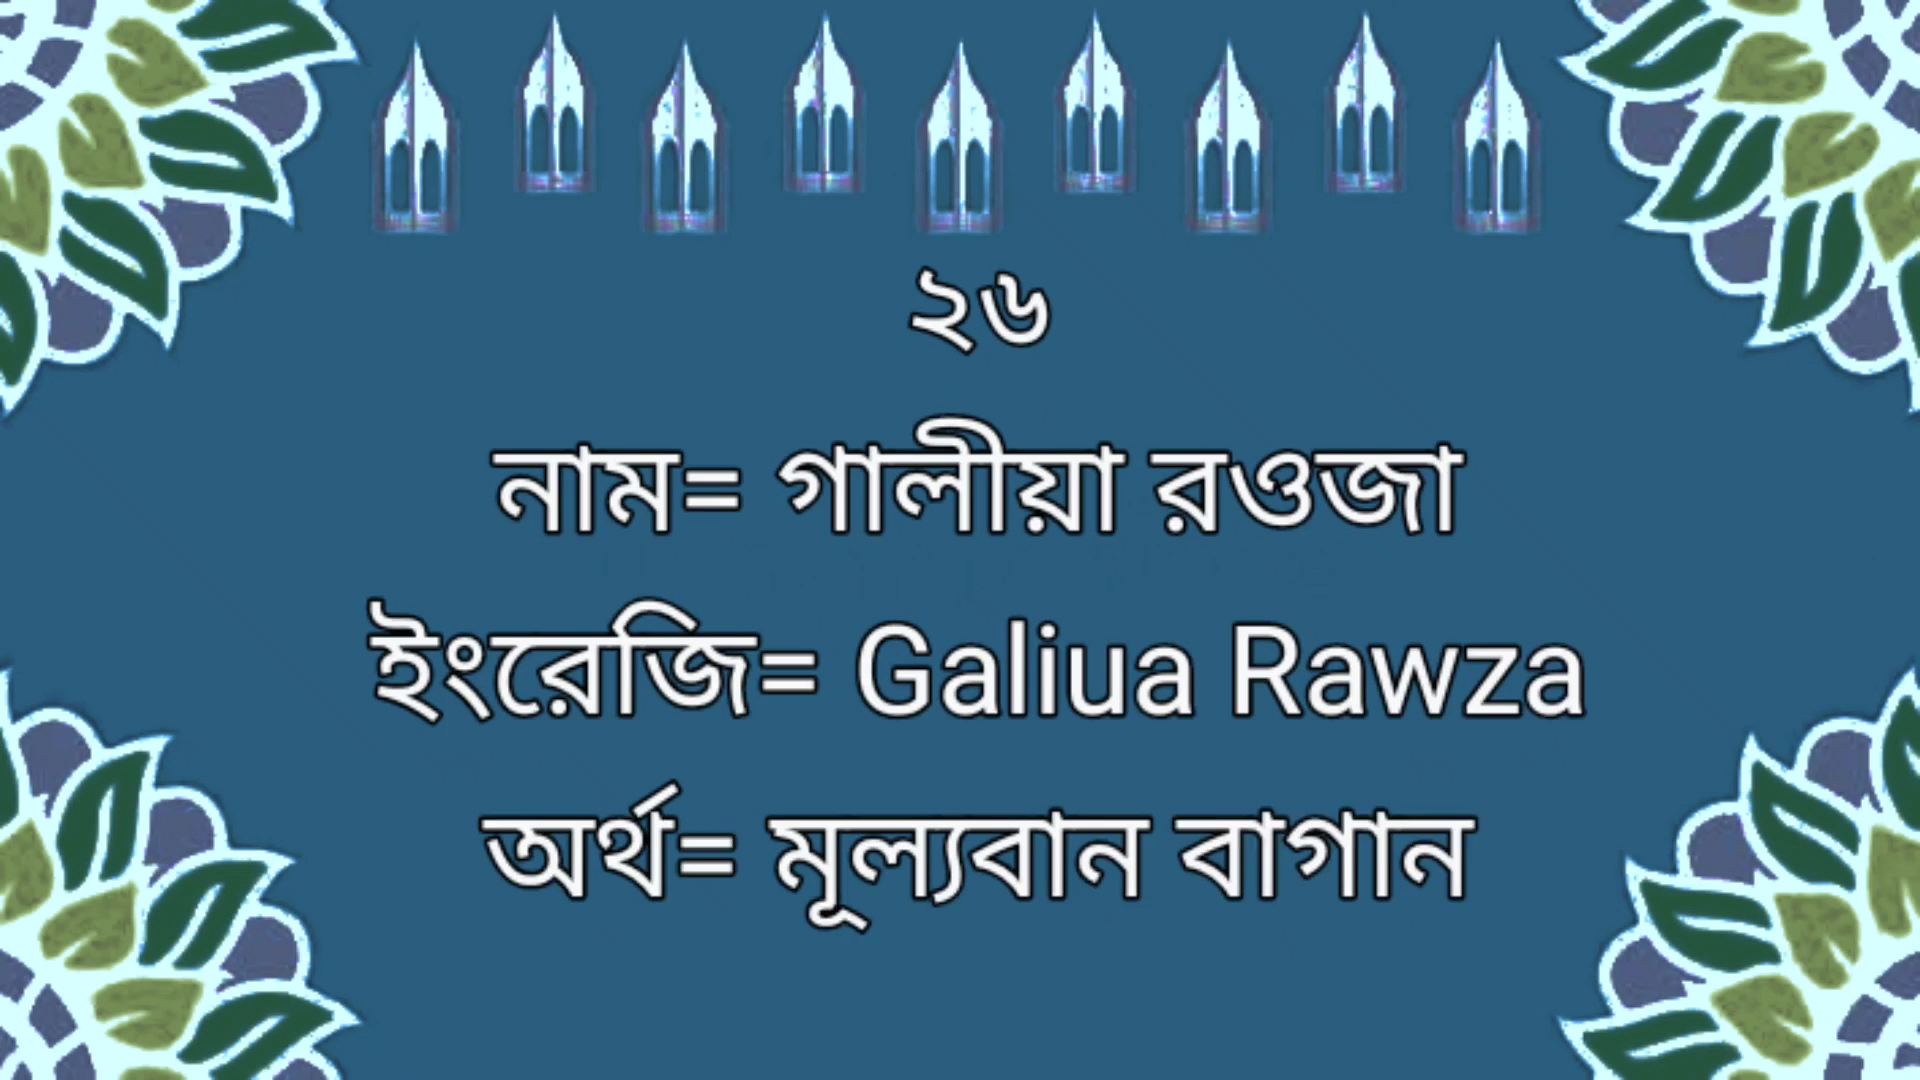 ২৬
নাম= গালীয়া রওজা
ইংরেজি= Galiua Rawza
অর্থ= মূল্যবান বাগান